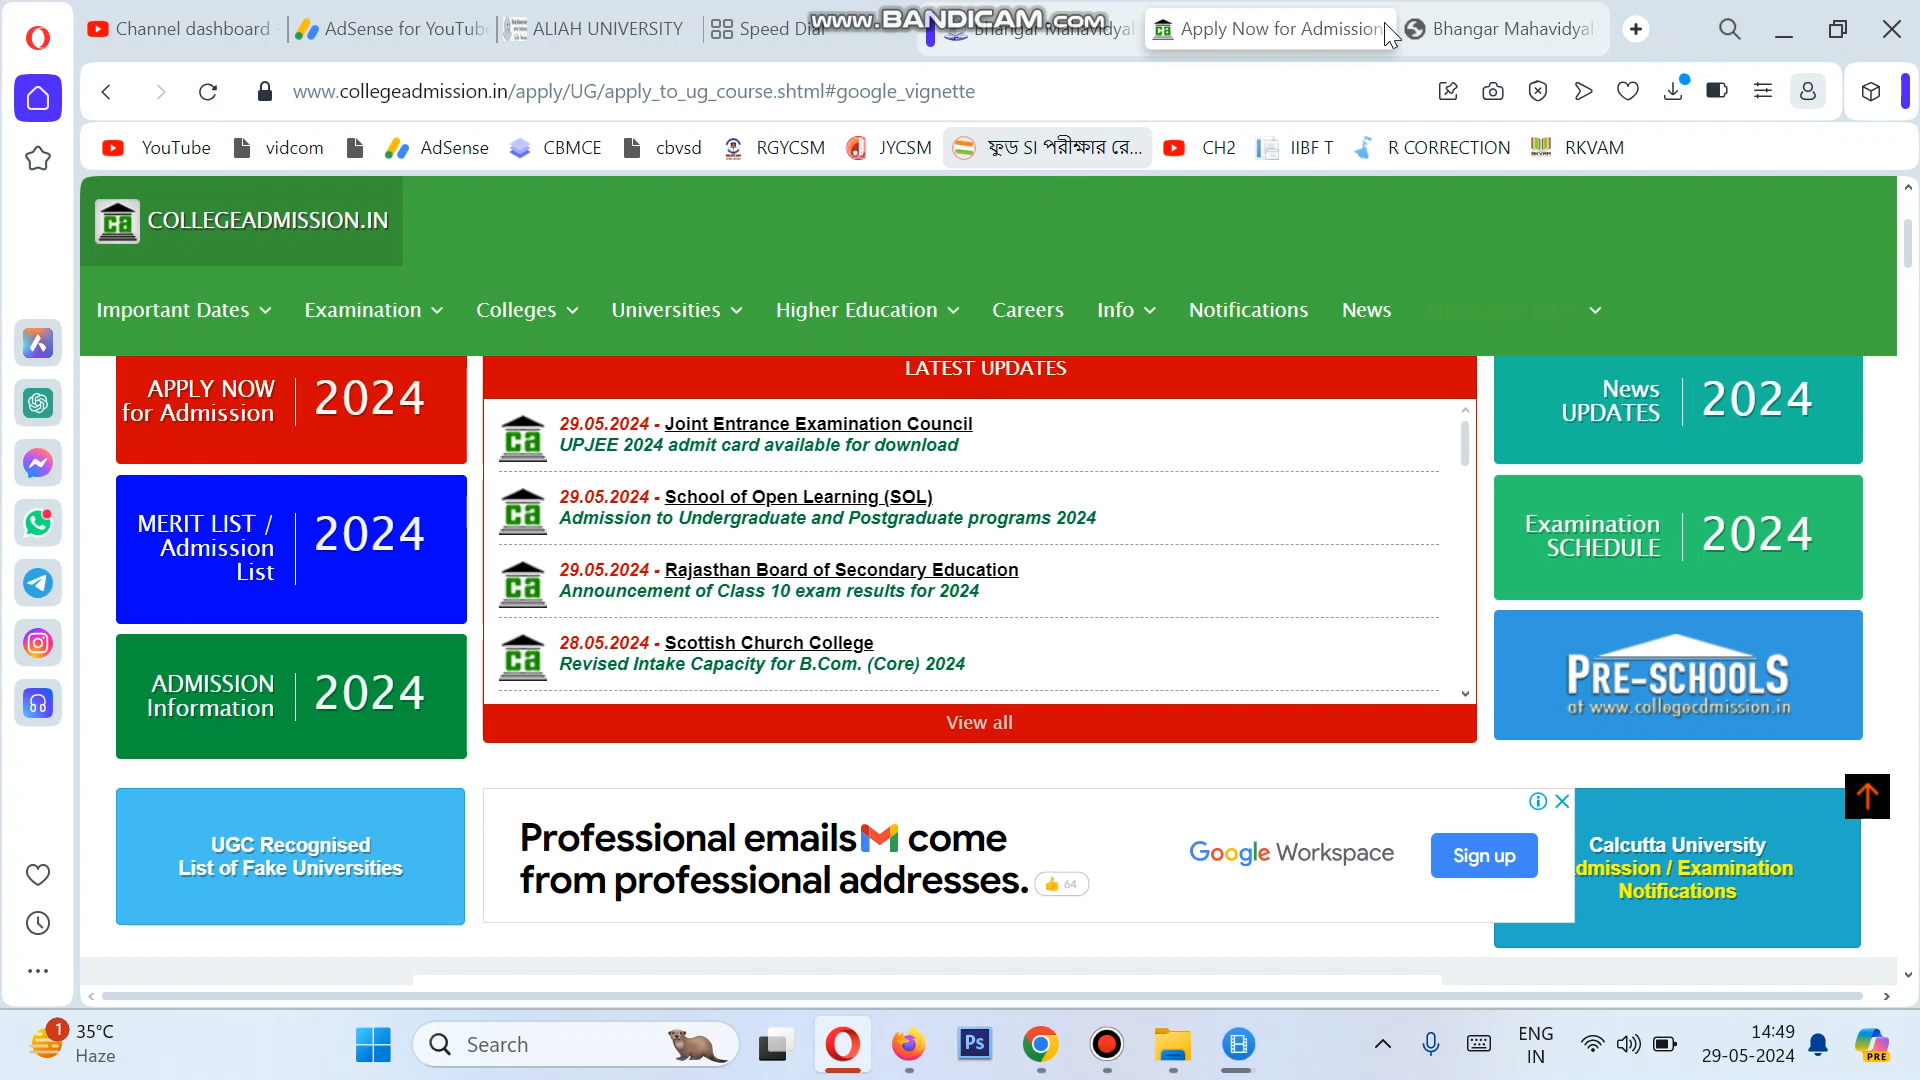 www.BANDICAM.com
Channel dashboard
AdSense for YouTube
ALIAH UNIVERSITY
Speed Dial
Bhangar Mahavidyal
Apply Now for Admission
Bhangar Mahavidyal
www.collegeadmission.in/apply/UG/apply_to_ug_course.shtml#google_vignette
YouTube
vidcom
AdSense
CBMCE
cbvsd
RGYCSM
JYCSM
ফুড SI পরীক্ষার রে...
CH2
IIBF T
R CORRECTION
RKVAM
ca COLLEGEADMISSION.IN
Important Dates
Examination
Colleges
Universities
Higher Education
Careers
Info
Notifications
News
APPLY NOW
for Admission
2024
MERIT LIST /
Admission
List
2024
ADMISSION
Information
2024
LATEST UPDATES
29.05.2024 - Joint Entrance Examination Council
UPJEE 2024 admit card available for download
29.05.2024 - School of Open Learning (SOL)
Admission to Undergraduate and Postgraduate programs 2024
29.05.2024 - Rajasthan Board of Secondary Education
Announcement of Class 10 exam results for 2024
28.05.2024 - Scottish Church College
Revised Intake Capacity for B.Com. (Core) 2024
View all
News
UPDATES
2024
Examination
SCHEDULE
2024
PRE-SCHOOLS
at www.collegeadmission.in
UGC Recognised
List of Fake Universities
Professional emails come
from professional addresses.
64
Google Workspace
Sign up
Calcutta University
dmission / Examination
Notifications
1
35°C
Haze
Search
Ps
ENG
IN
14:49
29-05-2024
PRE